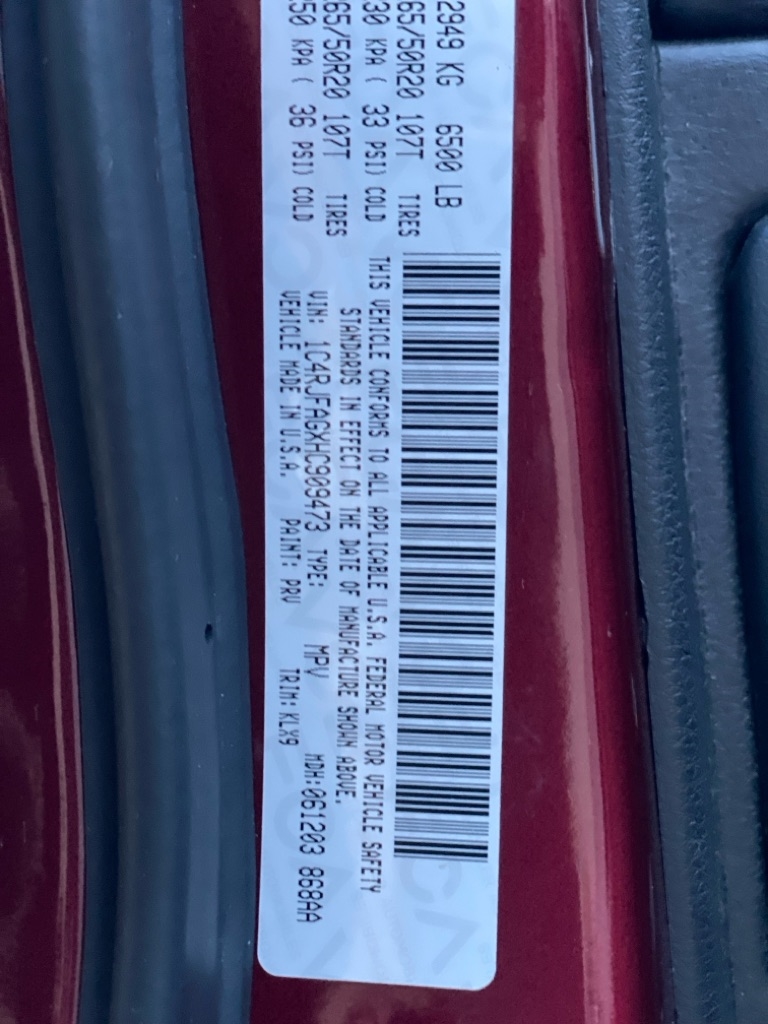 2949 KG 6500 LB
65/50R20 107T TIRES
30 KPA ( 33 PSI) COLD
65/50R20 107T TIRES
50 KPA ( 36 PSI) COLD
THIS VEHICLE CONFORMS TO ALL APPLICABLE U.S.A. FEDERAL MOTOR VEHICLE SAFETY
STANDARDS IN EFFECT ON THE DATE OF MANUFACTURE SHOWN ABOVE.
VIN: 1C4RJFAGXHC909473 TYPE: MPV MDH:061203 868AA
VEHICLE MADE IN U.S.A. PAINT: PRV TRIM: KLX9